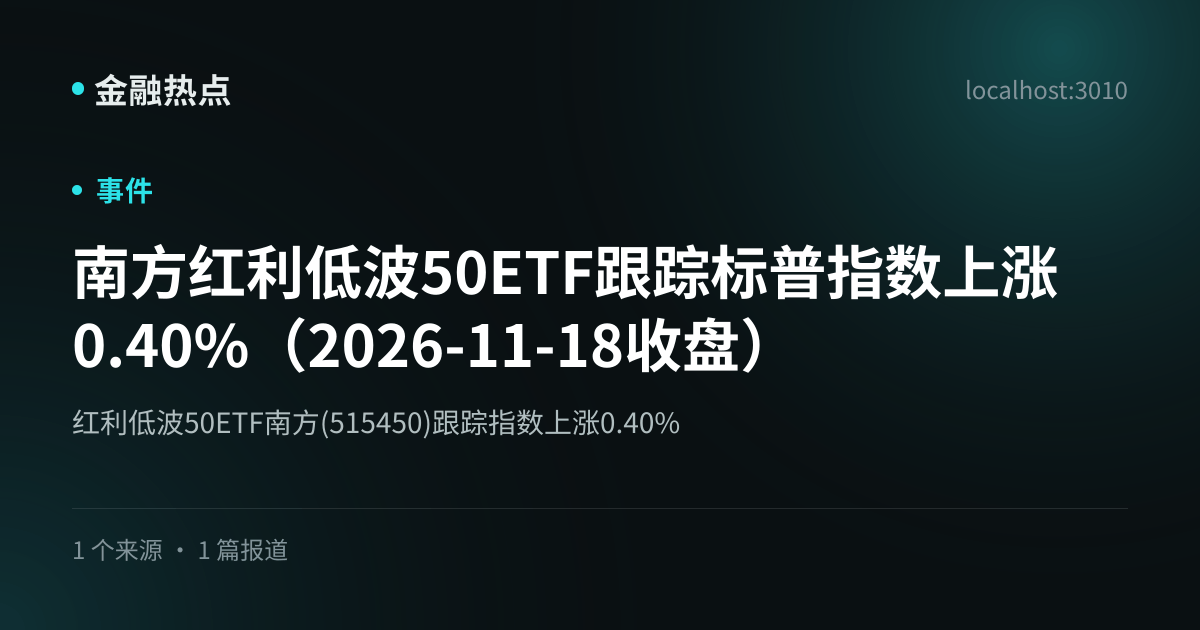 金融热点
localhost:3010
事件
南方红利低波50ETF跟踪标普指数上涨
0.40%（2026-11-18收盘）
红利低波50ETF南方(515450)跟踪指数上涨0.40%
1 个来源 · 1 篇报道